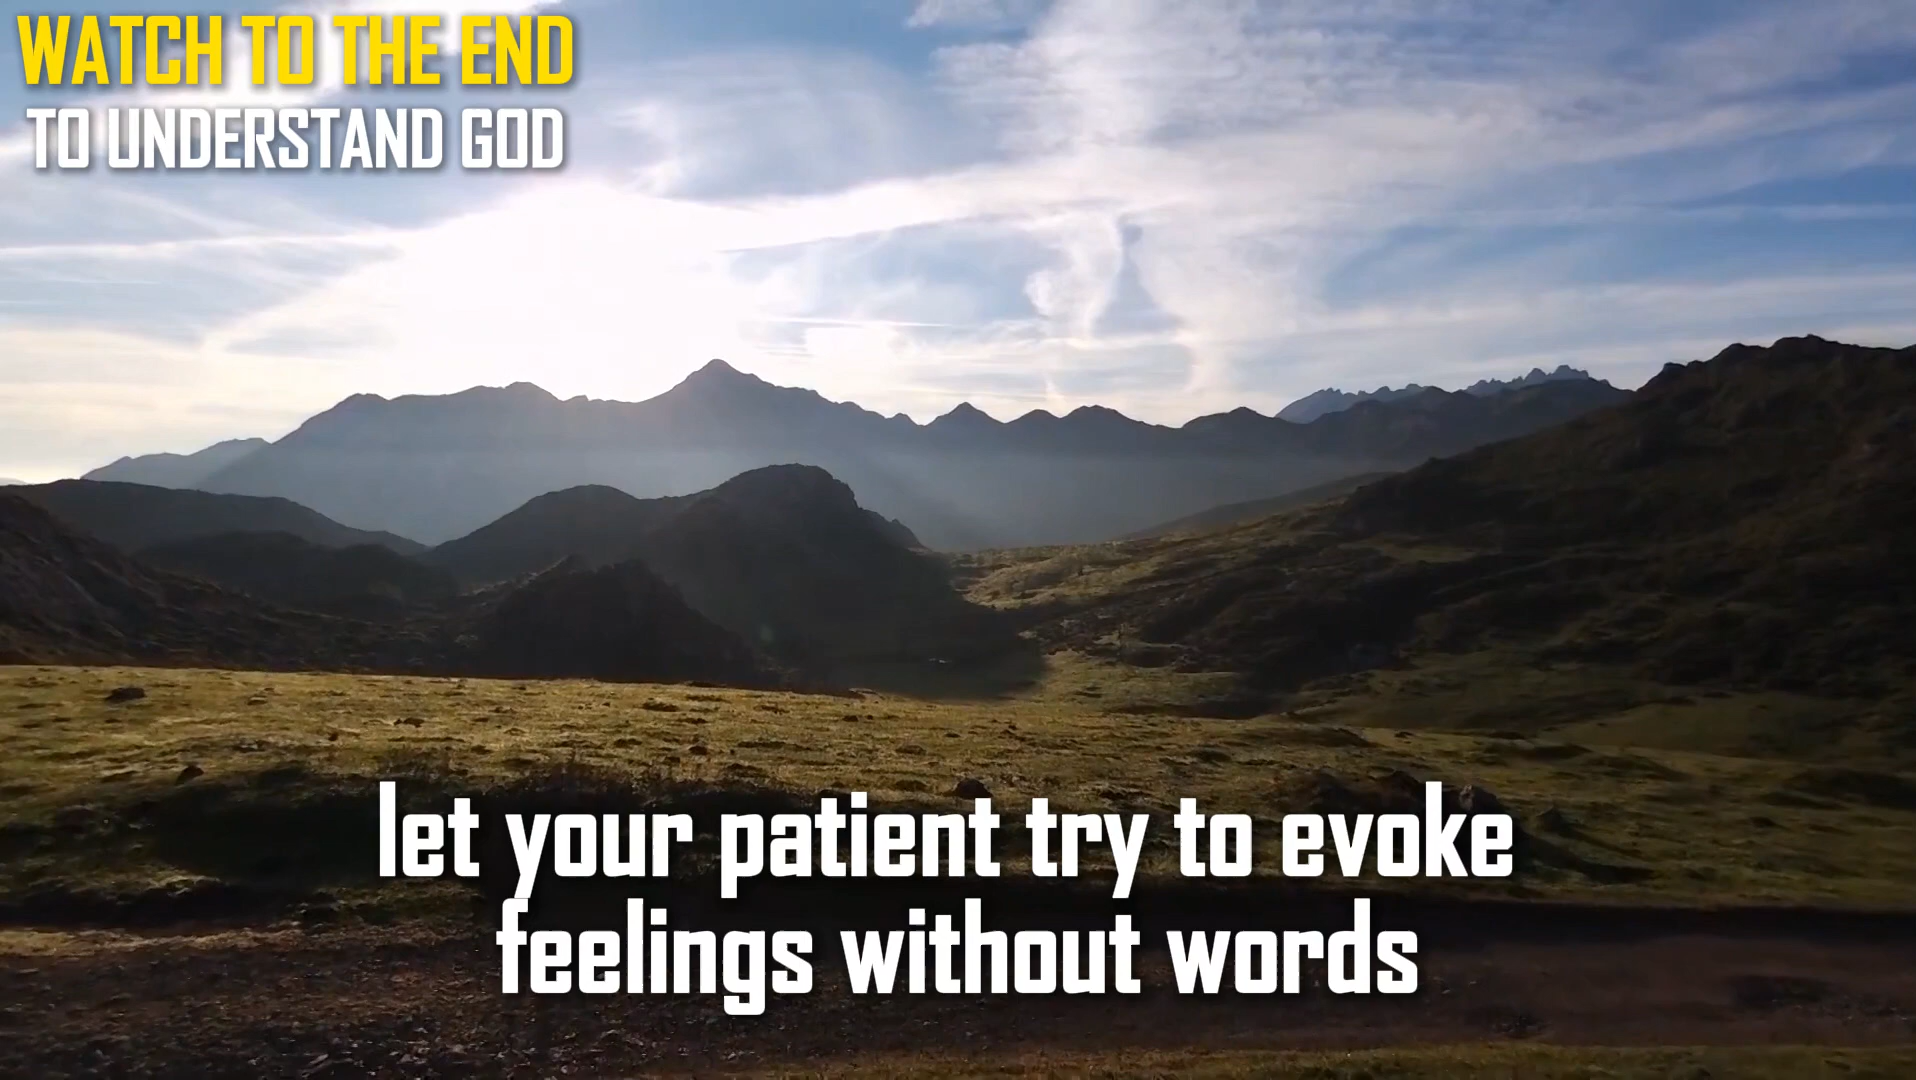 WATCH TO THE END
TO UNDERSTAND GOD
let your patient try to evoke
feelings without words